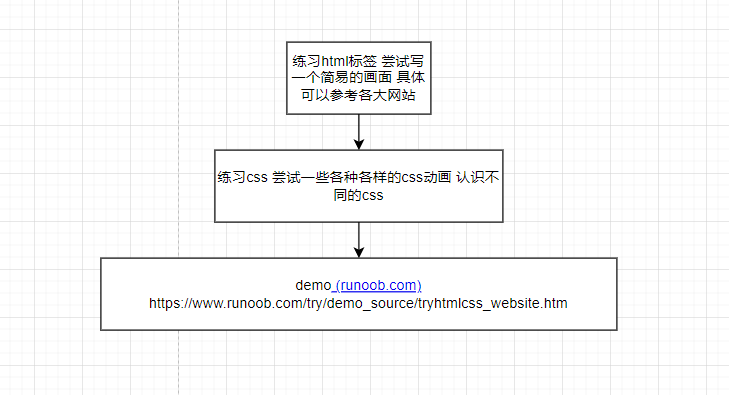 练习html标签 尝试写
一个简易的画面 具体
可以参考各大网站
练习css 尝试一些各种各样的css动画 认识不
同的css
demo (runoob.com)
https://www.runoob.com/try/demo_source/tryhtmlcss_website.htm